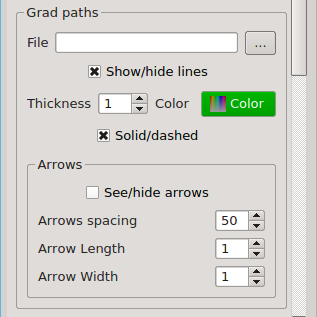 Grad paths
File ...
Show/hide lines
Thickness 1 Color Color
Solid/dashed
Arrows
See/hide arrows
Arrows spacing 50
Arrow Length 1
Arrow Width 1